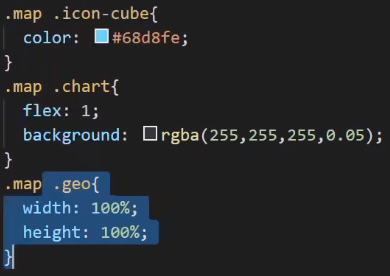 .map .icon-cube{
color: #68d8fe;
}
.map .chart{
flex: 1;
background: rgba(255,255,255,0.05);
}
.map .geo{
width: 100%;
height: 100%;
}